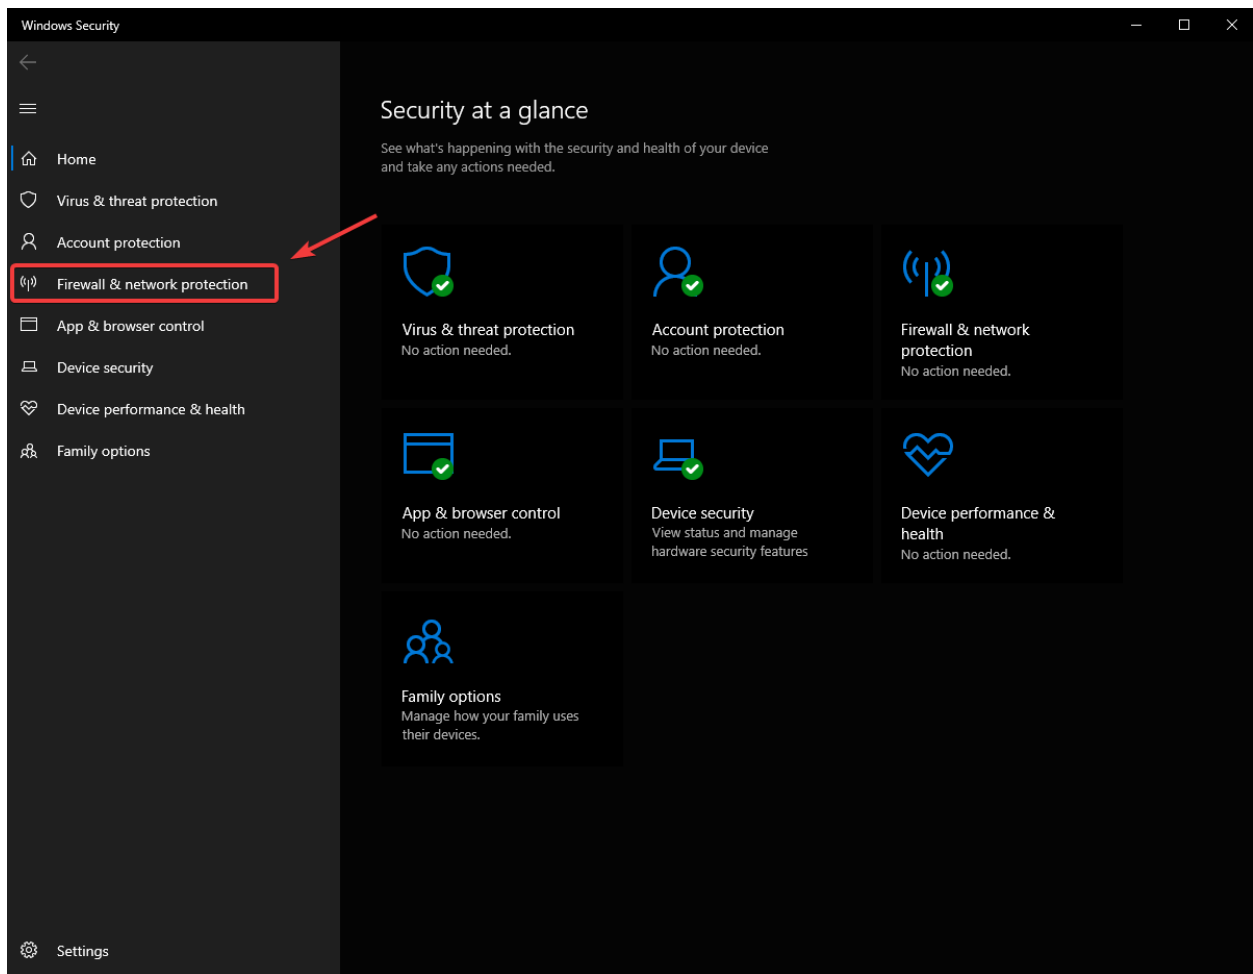 Windows Security
Home
Virus & threat protection
Account protection
Firewall & network protection
App & browser control
Device security
Device performance & health
Family options
Settings
Security at a glance
See what's happening with the security and health of your device
and take any actions needed.
Virus & threat protection
No action needed.
Account protection
No action needed.
Firewall & network
protection
No action needed.
App & browser control
No action needed.
Device security
View status and manage
hardware security features
Device performance &
health
No action needed.
Family options
Manage how your family uses
their devices.